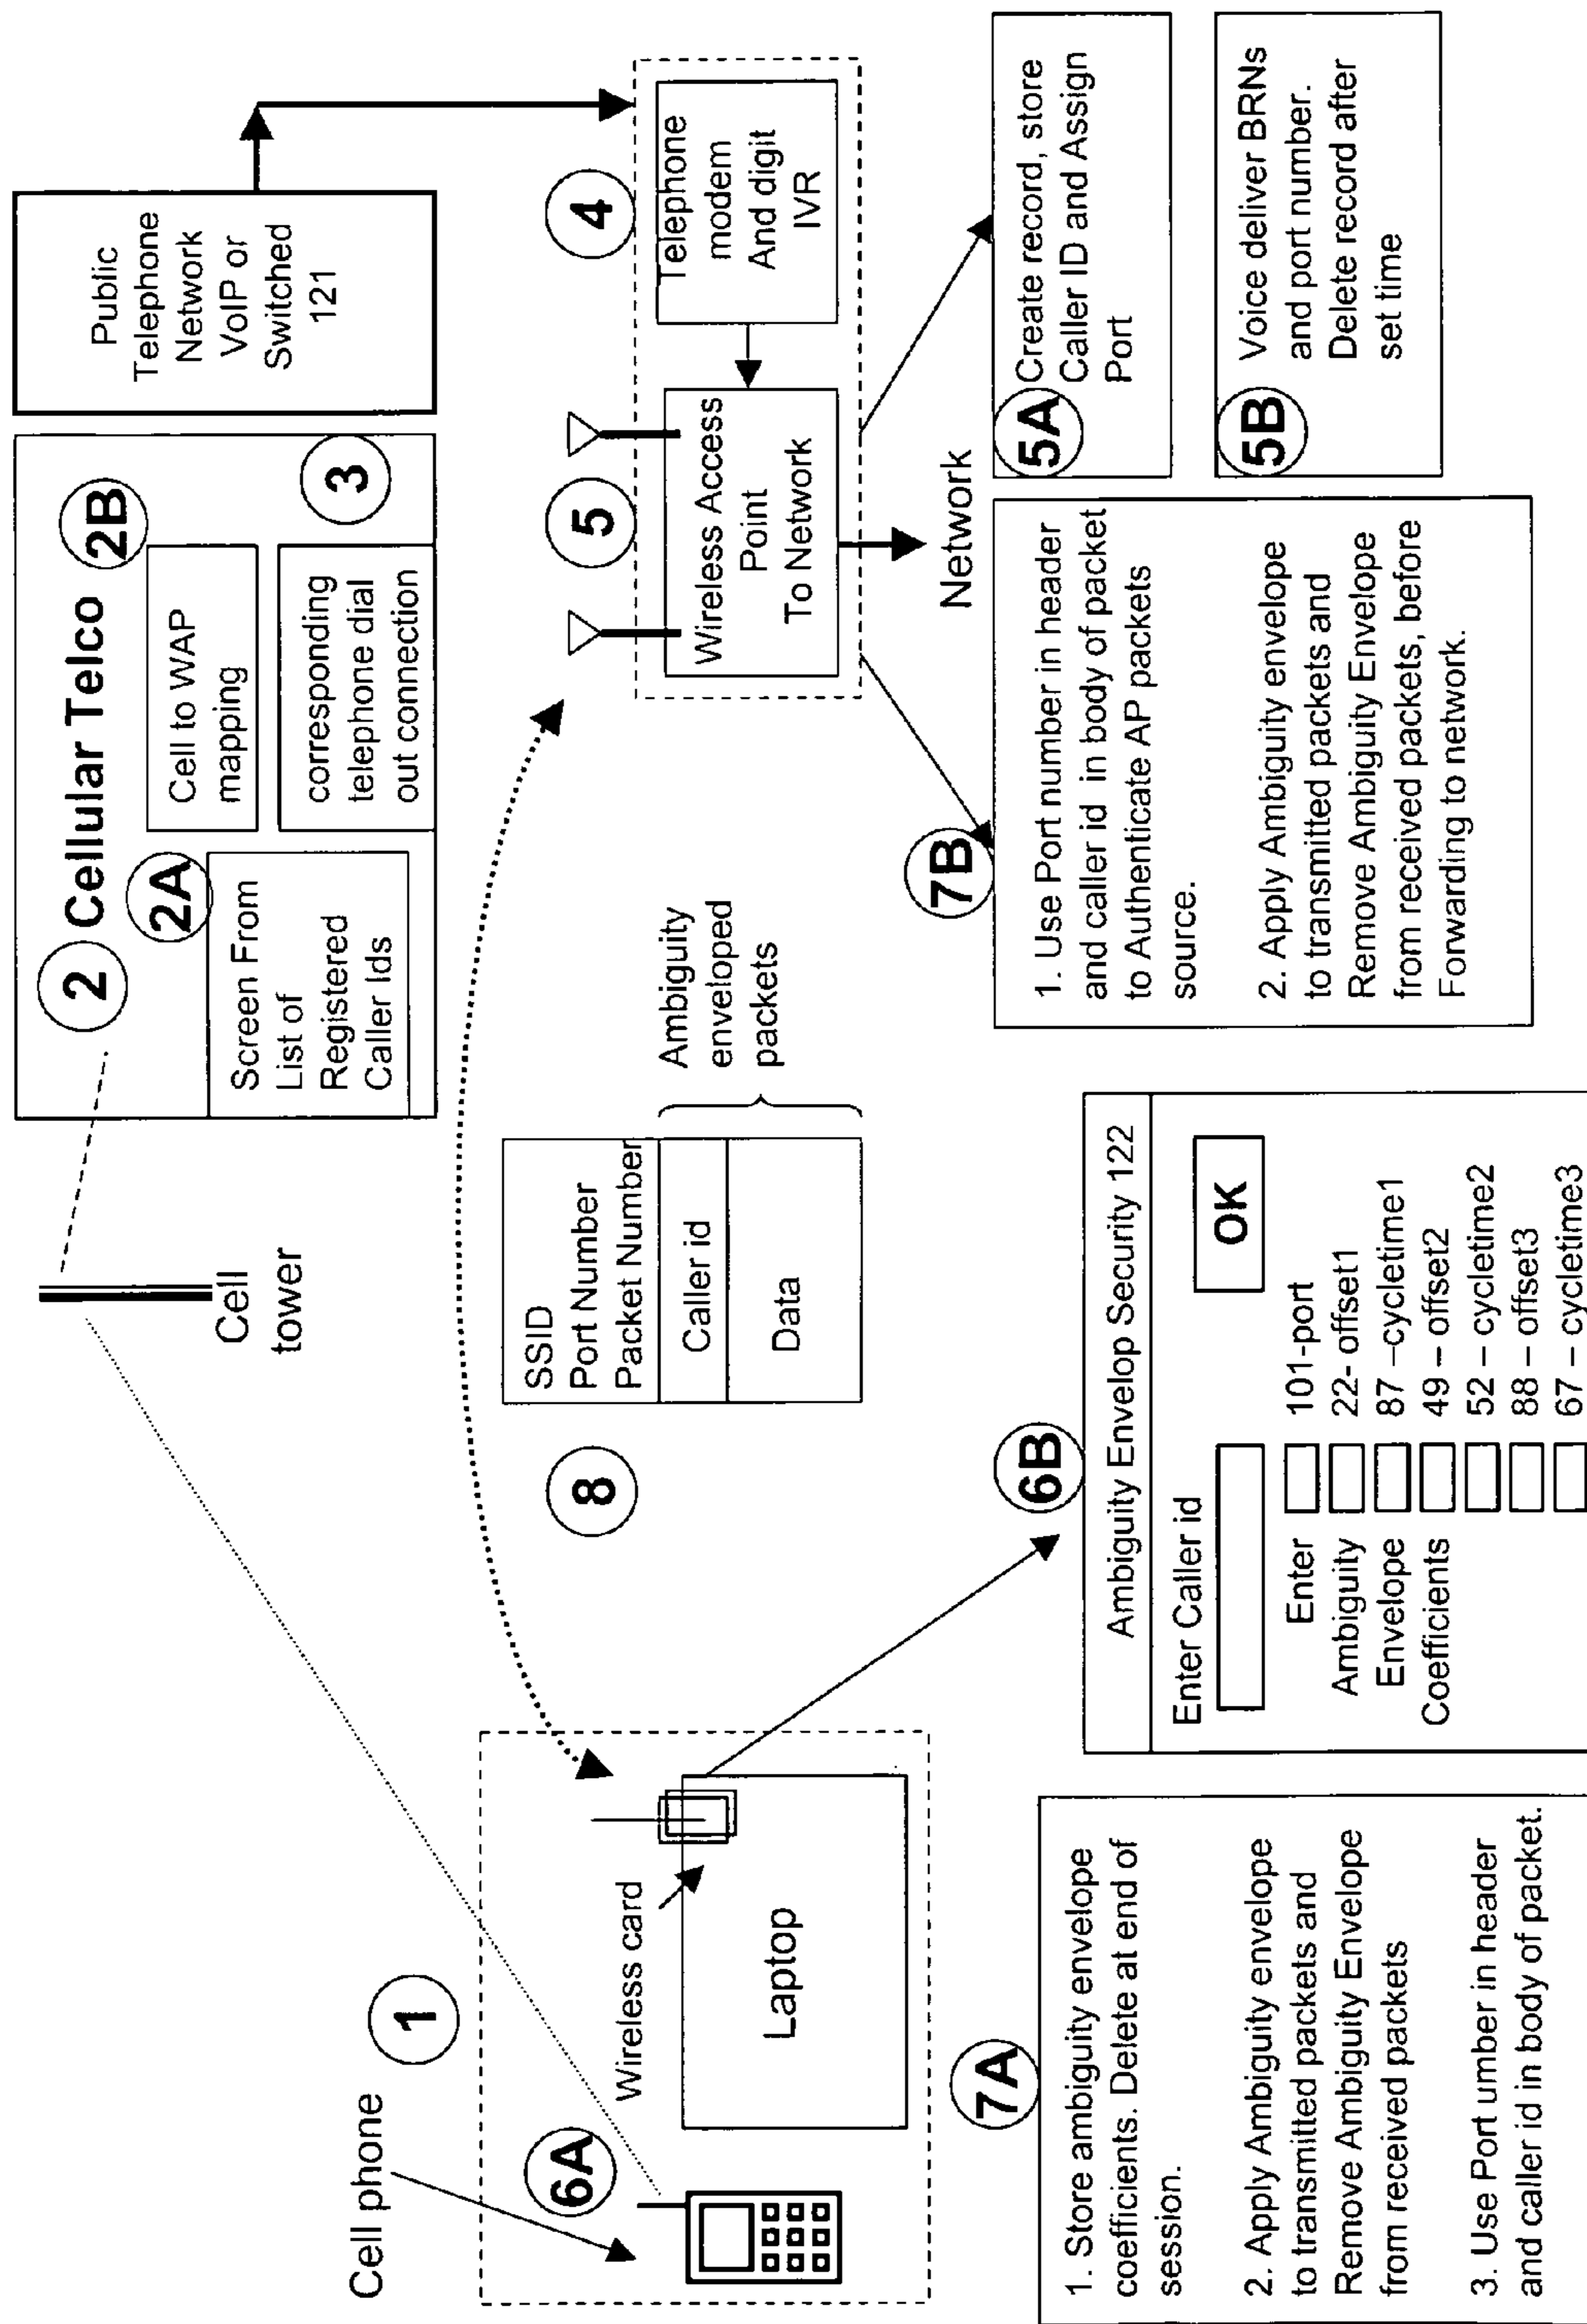 Cell phone
1
6A
Wireless card
Laptop
Cell
tower
2
Cellular Telco
2A
2B
Screen From
List of
Registered
Caller Ids
Cell to WAP
mapping
3
corresponding
telephone dial
out connection
Public
Telephone
Network
VoIP or
Switched
121
4
Telephone
modem
And digit
IVR
5
Wireless Access
Point
To Network
Network
8
SSID
Port Number
Packet Number
Caller id
Data
Ambiguity
enveloped
packets
5A
Create record, store
Caller ID and Assign
Port
5B
Voice deliver BRNs
and port number.
Delete record after
set time
7A
1. Store ambiguity envelope
coefficients. Delete at end of
session.
2. Apply Ambiguity envelope
to transmitted packets and
Remove Ambiguity Envelope
from received packets
3. Use Port umber in header
and caller id in body of packet.
6B
Ambiguity Envelop Security 122
Enter Caller id
OK
Enter
Ambiguity
Envelope
Coefficients
101-port
22- offset1
87 –cycletime1
49 – offset2
52 – cycletime2
88 – offset3
67 – cycletime3
7B
1. Use Port number in header
and caller id in body of packet
to Authenticate AP packets
source.
2. Apply Ambiguity envelope
to transmitted packets and
Remove Ambiguity Envelope
from received packets, before
Forwarding to network.